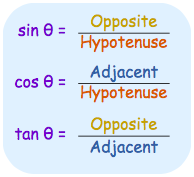 sin θ = Opposite
Hypotenuse
cos θ = Adjacent
Hypotenuse
tan θ = Opposite
Adjacent